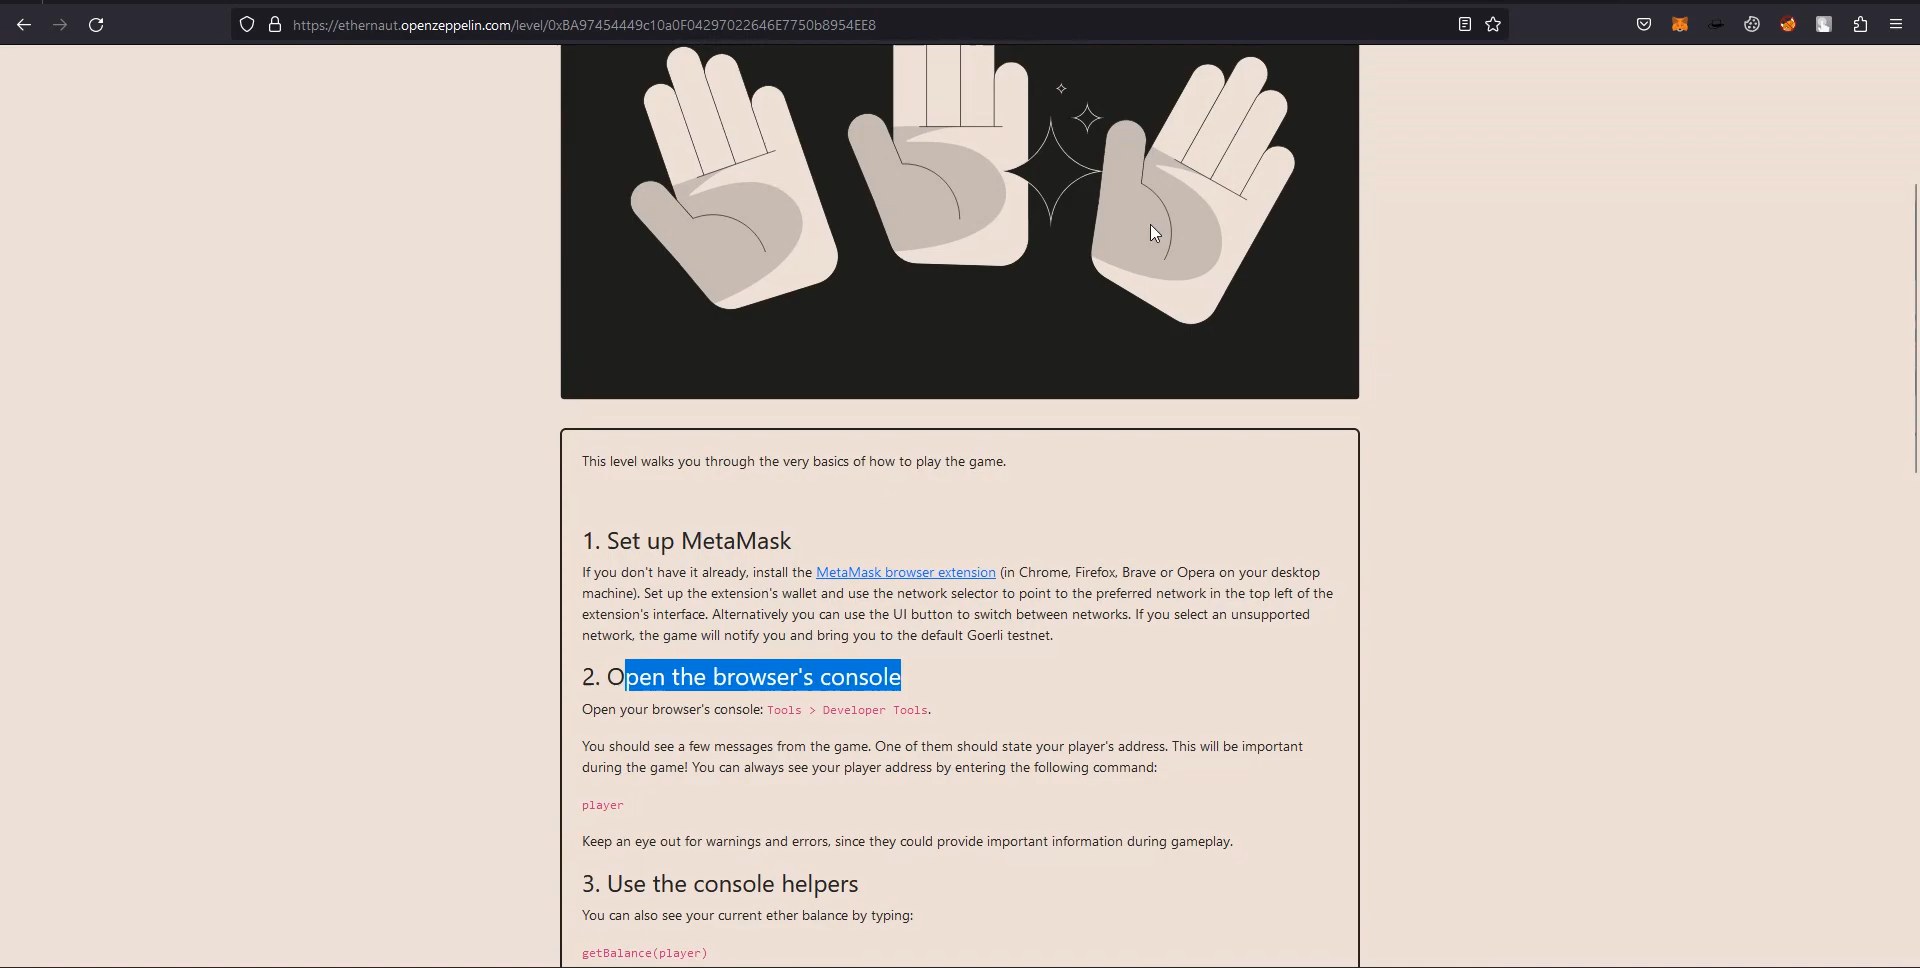 https://ethernaut.openzeppelin.com/level/0xBA97454449c10a0F04297022646E7750b8954EE8
This level walks you through the very basics of how to play the game.
1. Set up MetaMask
If you don't have it already, install the MetaMask browser extension (in Chrome, Firefox, Brave or Opera on your desktop
machine). Set up the extension's wallet and use the network selector to point to the preferred network in the top left of the
extension's interface. Alternatively you can use the UI button to switch between networks. If you select an unsupported
network, the game will notify you and bring you to the default Goerli testnet.
2. Open the browser's console
Open your browser's console: Tools > Developer Tools.
You should see a few messages from the game. One of them should state your player's address. This will be important
during the game! You can always see your player address by entering the following command:
player
Keep an eye out for warnings and errors, since they could provide important information during gameplay.
3. Use the console helpers
You can also see your current ether balance by typing:
getBalance(player)